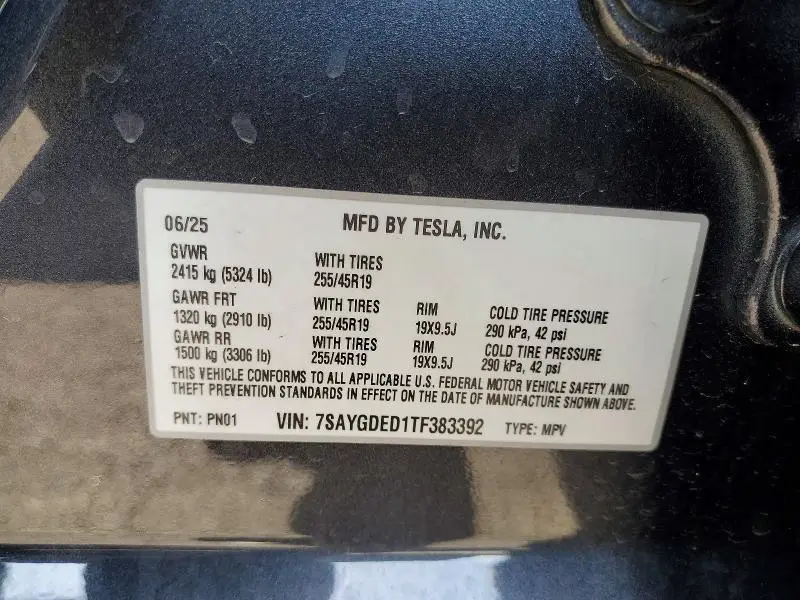 06/25 MFD BY TESLA, INC.
GVWR
2415 kg (5324 lb) WITH TIRES 255/45R19
GAWR FRT WITH TIRES RIM COLD TIRE PRESSURE
1320 kg (2910 lb) 255/45R19 19X9.5J 290 kPa, 42 psi
GAWR RR WITH TIRES RIM COLD TIRE PRESSURE
1500 kg (3306 lb) 255/45R19 19X9.5J 290 kPa, 42 psi
THIS VEHICLE CONFORMS TO ALL APPLICABLE U.S. FEDERAL MOTOR VEHICLE SAFETY AND
THEFT PREVENTION STANDARDS IN EFFECT ON THE DATE OF MANUFACTURE SHOWN ABOVE.
PNT: PN01 VIN: 7SAYGDED1TF383392 TYPE: MPV